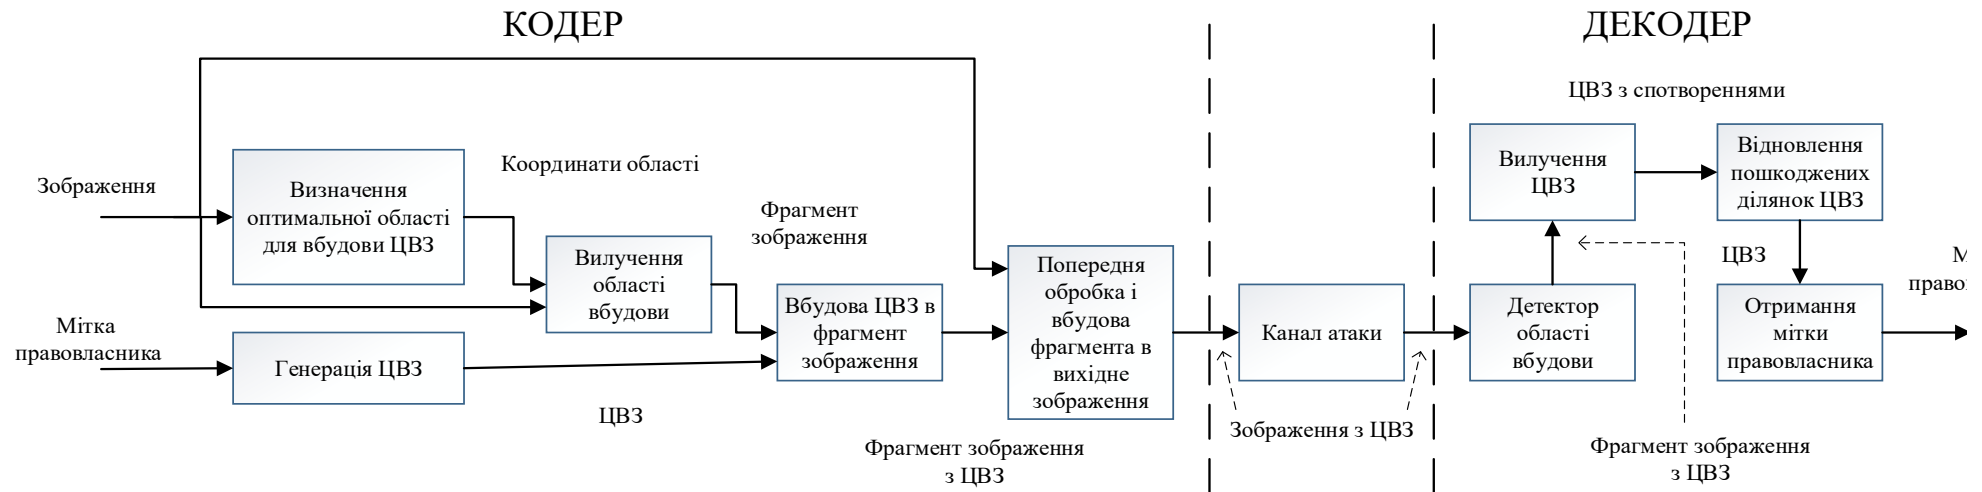 КОДЕР
ДЕКОДЕР
ЦВЗ з спотвореннями
Зображення
Визначення
оптимальної області
для вбудови ЦВЗ
Координати області
Фрагмент
зображення
Вилучення
області
вбудови
Мітка
правовласника
Генерація ЦВЗ
ЦВЗ
Вбудова ЦВЗ в
фрагмент
зображення
Фрагмент зображення
з ЦВЗ
Попередня
обробка і
вбудова
фрагмента в
вихідне
зображення
Канал атаки
Зображення з ЦВЗ
Детектор
області
вбудови
Фрагмент зображення
з ЦВЗ
Вилучення
ЦВЗ
Відновлення
пошкоджених
ділянок ЦВЗ
ЦВЗ
Отримання
мітки
правовласника